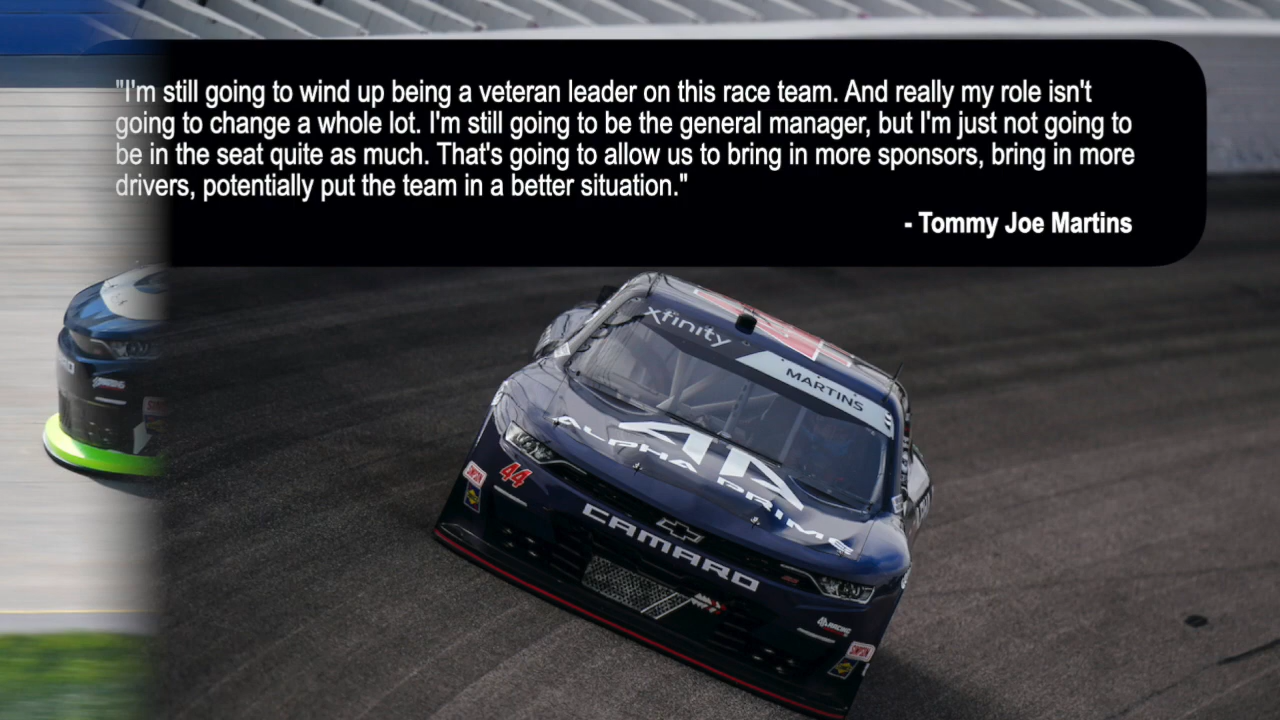 "I'm still going to wind up being a veteran leader on this race team. And really my role isn't
going to change a whole lot. I'm still going to be the general manager, but I'm just not going to
be in the seat quite as much. That's going to allow us to bring in more sponsors, bring in more
drivers, potentially put the team in a better situation."
- Tommy Joe Martins
xfinity
MARTINS
ALPHA PRIME
44
CAMARO